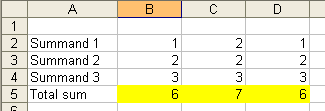 A B C D
1
2 Summand 1 1 2 1
3 Summand 2 2 2 2
4 Summand 3 3 3 3
5 Total sum 6 7 6